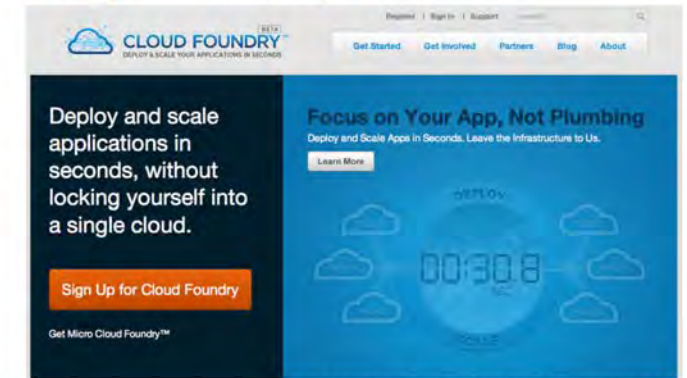 Register | Sign In | Support
BETA
CLOUD FOUNDRY™
DEPLOY & SCALE YOUR APPLICATIONS IN SECONDS
Get Started Get Involved Partners Blog About
Deploy and scale
applications in
seconds, without
locking yourself into
a single cloud.
Sign Up for Cloud Foundry
Get Micro Cloud Foundry™
Focus on Your App, Not Plumbing
Deploy and Scale Apps in Seconds. Leave the Infrastructure to Us.
Learn More
DEPLOY
00:30.8
SCALE